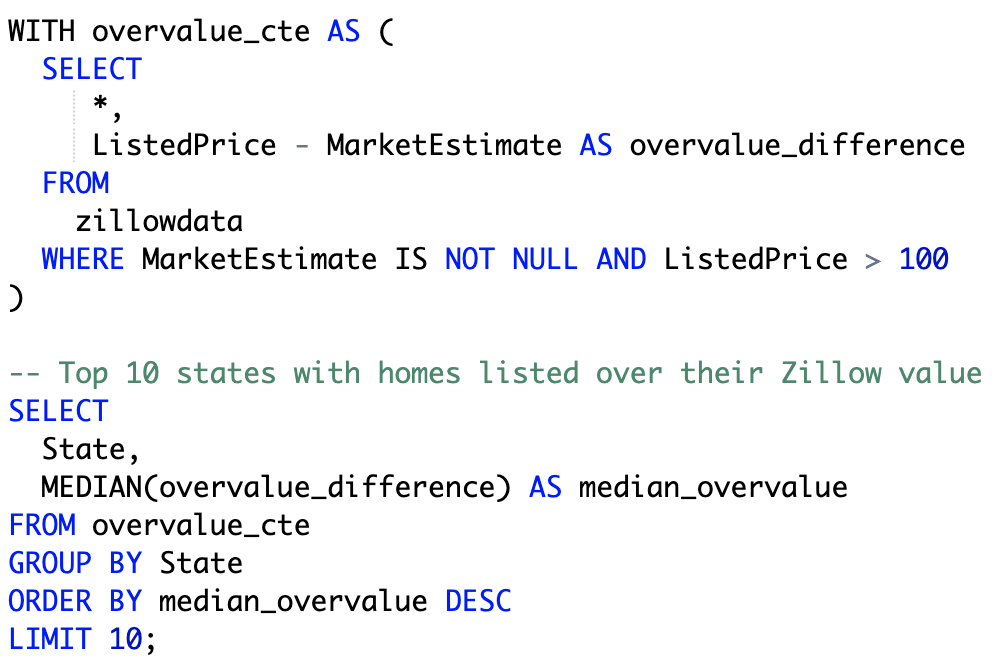 WITH overvalue_cte AS (
  SELECT
    *,
    ListedPrice - MarketEstimate AS overvalue_difference
  FROM
    zillowdata
  WHERE MarketEstimate IS NOT NULL AND ListedPrice > 100
)
-- Top 10 states with homes listed over their Zillow value
SELECT
  State,
  MEDIAN(overvalue_difference) AS median_overvalue
FROM overvalue_cte
GROUP BY State
ORDER BY median_overvalue DESC
LIMIT 10;